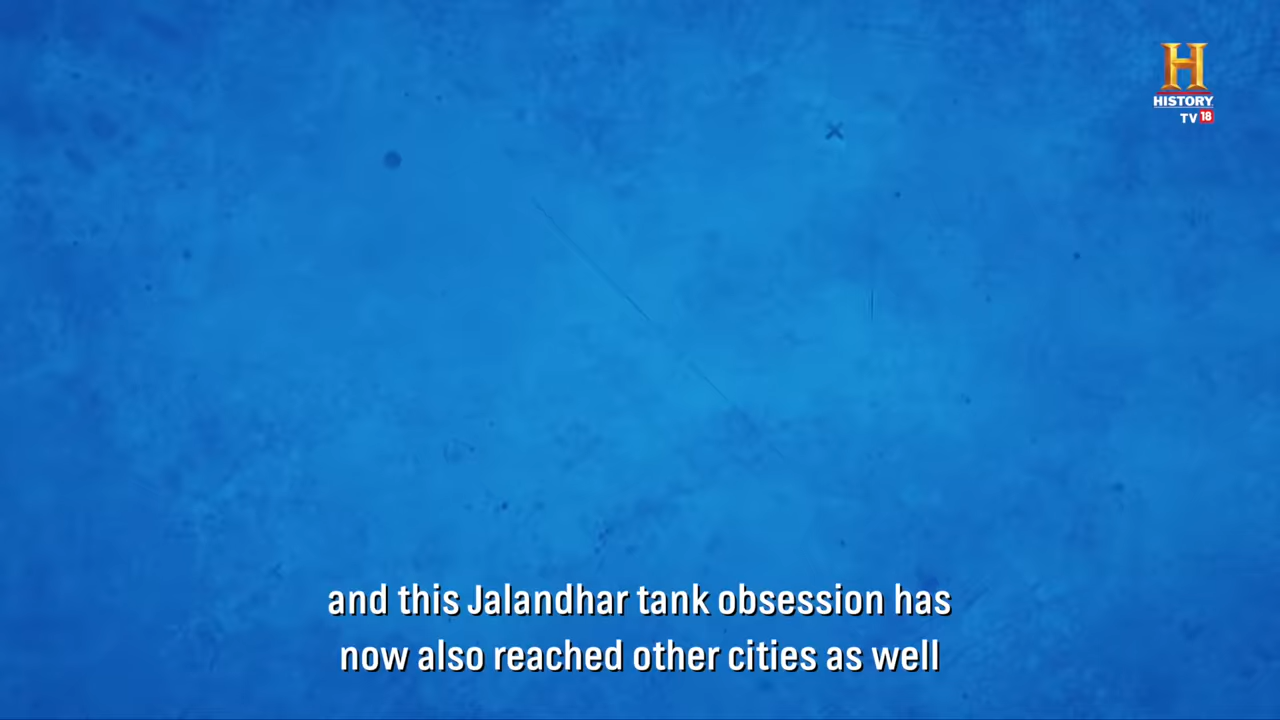 H
HISTORY
TV18
and this Jalandhar tank obsession has
now also reached other cities as well